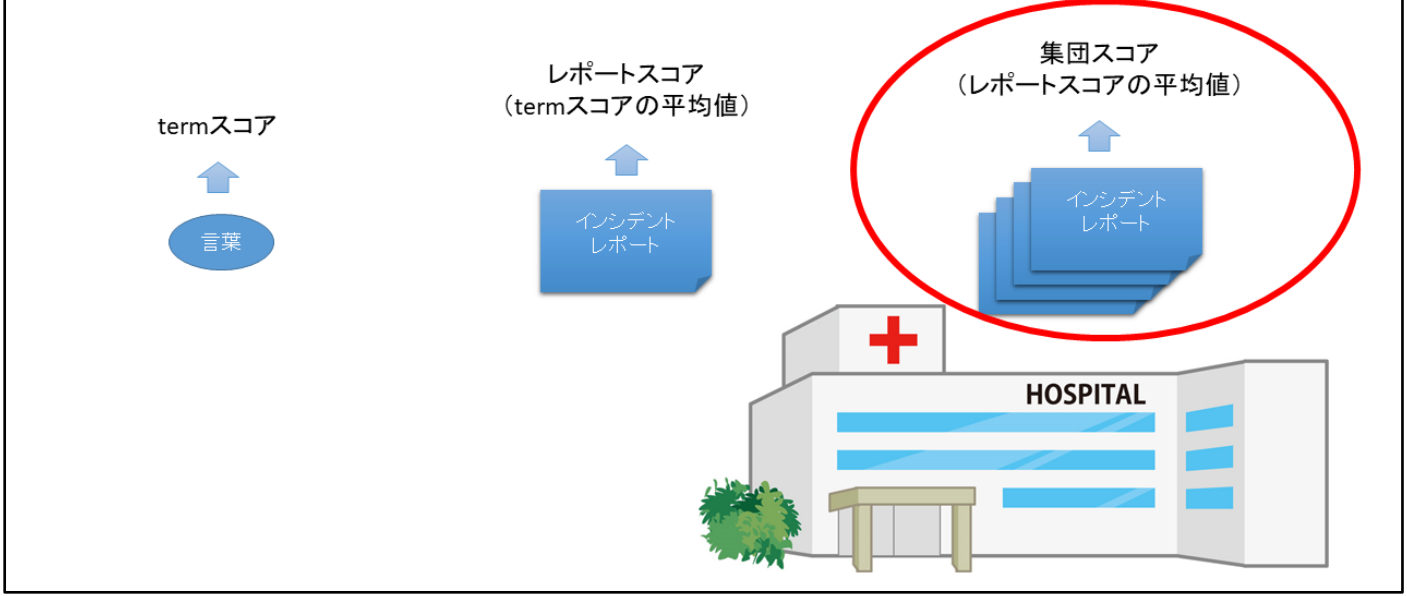 termスコア
言葉
レポートスコア
（termスコアの平均値）
インシデント
レポート
集団スコア
（レポートスコアの平均値）
インシデント
レポート
HOSPITAL